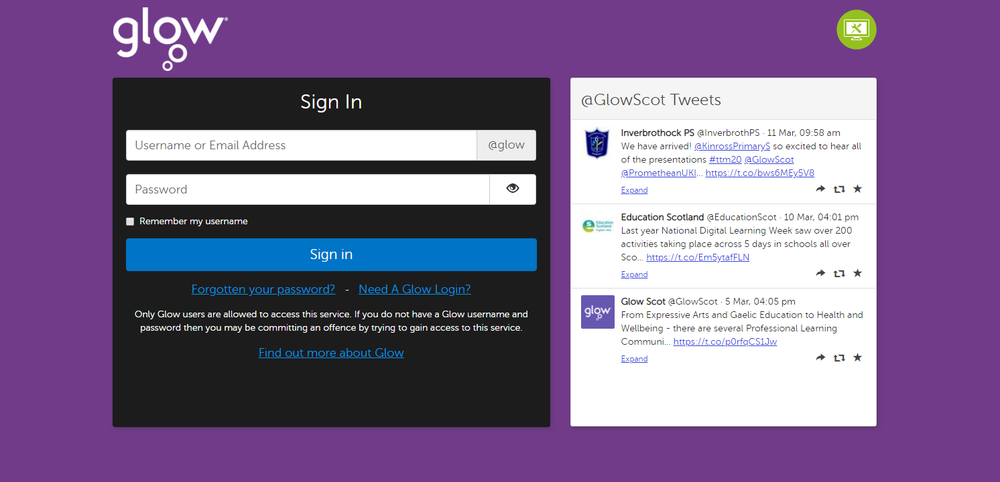 glow
Sign In
Username or Email Address
@glow
Password
Remember my username
Sign in
Forgotten your password? - Need A Glow Login?
Only Glow users are allowed to access this service. If you do not have a Glow username and
password then you may be committing an offence by trying to gain access to this service.
Find out more about Glow
@GlowScot Tweets
Inverbrothock PS @InverbrothPS · 11 Mar, 09:58 am
We have arrived! @KinrossPrimaryS so excited to hear all
of the presentations #ttm20 @GlowScot
@PrometheanUKI... https://t.co/bws6MEy5V8
Expand
Education Scotland
Education Scotland @EducationScot · 10 Mar, 04:01 pm
Last year National Digital Learning Week saw over 200
activities taking place across 5 days in schools all over
Sco... https://t.co/Em5ytafFLN
Expand
glow
Glow Scot @GlowScot · 5 Mar, 04:05 pm
From Expressive Arts and Gaelic Education to Health and
Wellbeing - there are several Professional Learning
Communi... https://t.co/p0rfqCS1Jw
Expand